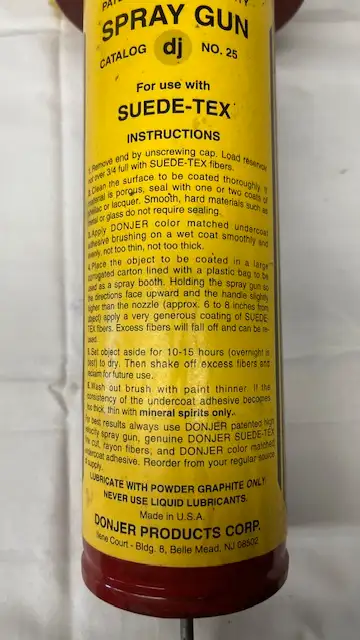 SPRAY GUN
CATALOG dj NO. 25
For use with
SUEDE-TEX
INSTRUCTIONS
1. Remove end by unscrewing cap. Load reservoir
not over 3/4 full with SUEDE-TEX fibers.
2. Clean the surface to be coated thoroughly. If
material is porous, seal with one or two coats of
shellac or lacquer. Smooth, hard materials such as
metal or glass do not require sealing.
3. Apply DONJER color matched undercoat
adhesive brushing on a wet coat smoothly and
evenly, not too thin, not too thick.
4. Place the object to be coated in a large
corrugated carton lined with a plastic bag to be
used as a spray booth. Holding the spray gun so
the directions face upward and the handle slightly
higher than the nozzle (approx. 6 to 8 inches from
object) apply a very generous coating of SUEDE
TEX fibers. Excess fibers will fall off and can be re-
used.
5. Set object aside for 10-15 hours (overnight is
best) to dry. Then shake off excess fibers and
reclaim for future use.
6. Wash out brush with paint thinner. If the
consistency of the undercoat adhesive becomes
too thick, thin with mineral spirits only.
For best results always use DONJER patented high
velocity spray gun, genuine DONJER SUEDE-TEX
cut, rayon fibers, and DONJER color matched
undercoat adhesive. Reorder from your regular source
of supply.
LUBRICATE WITH POWDER GRAPHITE ONLY
NEVER USE LIQUID LUBRICANTS.
Made in U.S.A.
DONJER PRODUCTS CORP.
Court - Bldg. 8, Belle Mead, NJ 08502